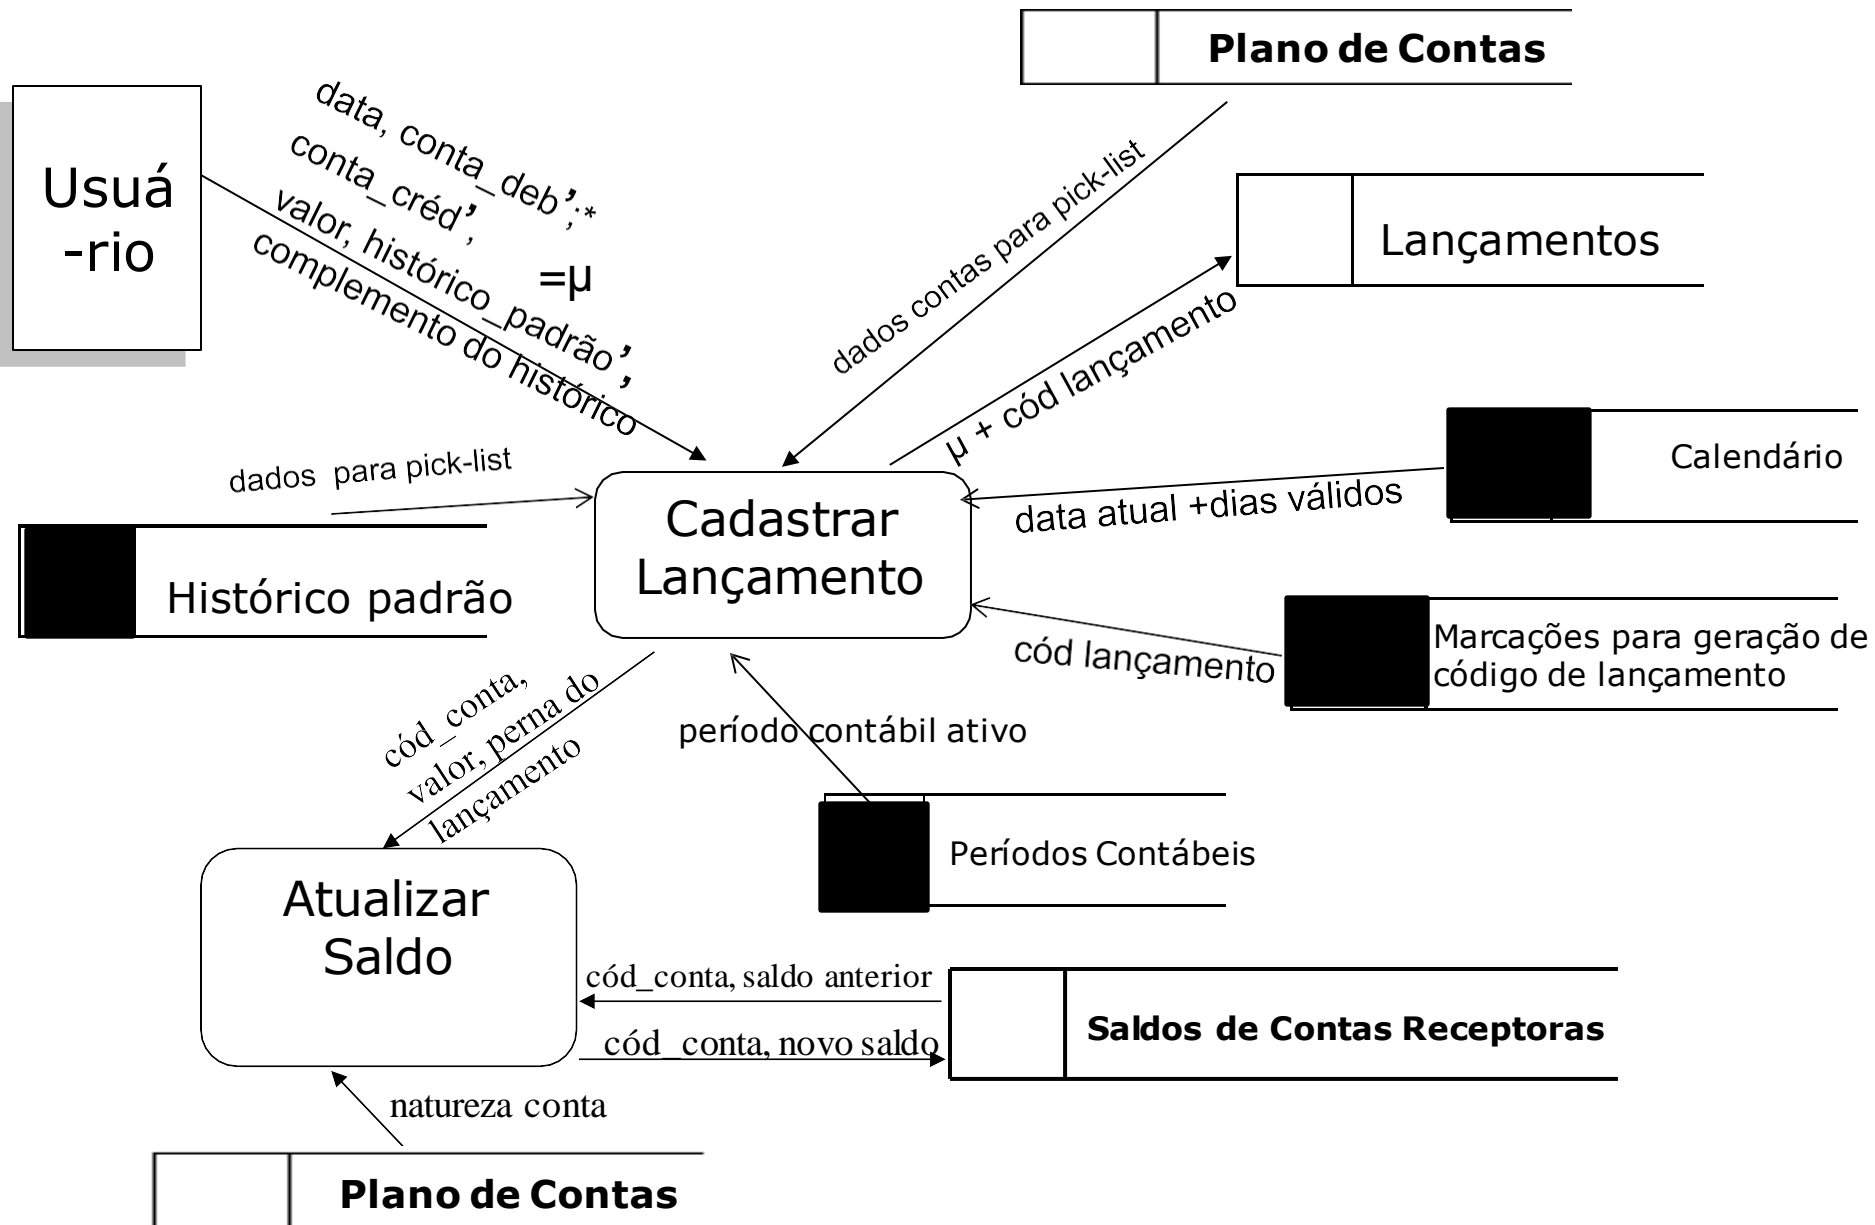 Plano de Contas
Usuá
-rio
data, conta_deb’;*
conta_créd’,
valor, histórico_padrão’,
=µ
complemento do histórico
dados contas para pick-list
Lançamentos
µ + cód lançamento
Calendário
data atual +dias válidos
dados  para pick-list
Histórico padrão
Cadastrar
Lançamento
Marcações para geração de
código de lançamento
cód lançamento
cód_conta,
valor, perna do
lançamento
período contábil ativo
Períodos Contábeis
Atualizar
Saldo
cód_conta, saldo anterior
cód_conta, novo saldo
Saldos de Contas Receptoras
natureza conta
Plano de Contas